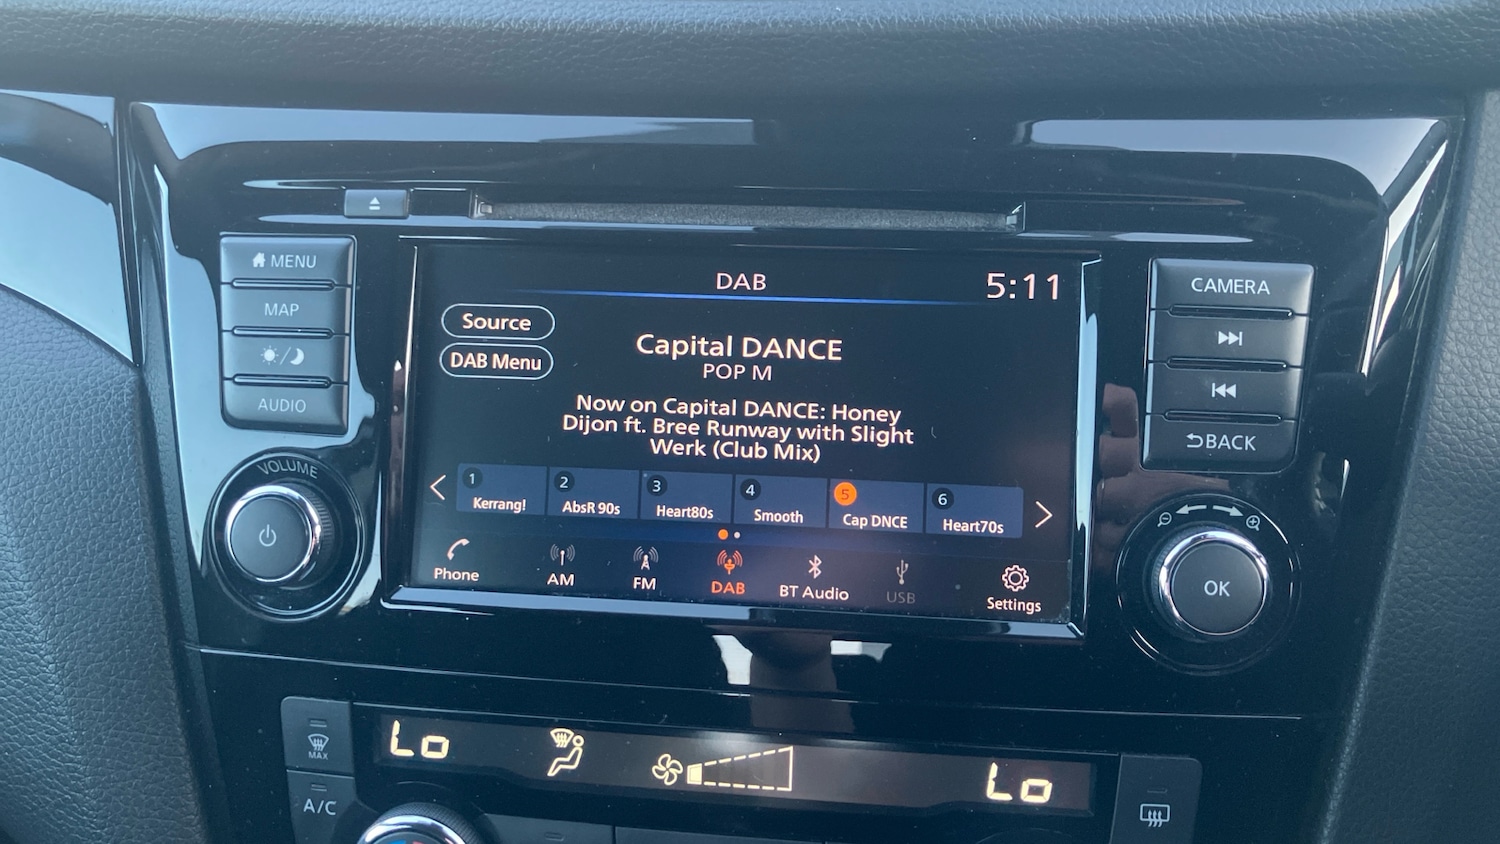 MENU
MAP
AUDIO
VOLUME
DAB
5:11
Source
DAB Menu
Capital DANCE
POP M
Now on Capital DANCE: Honey
Dijon ft. Bree Runway with Slight
Werk (Club Mix)
1 Kerrang!
2 AbsR 90s
3 Heart80s
4 Smooth
5 Cap DNCE
6 Heart70s
Phone
AM
FM
DAB
BT Audio
USB
Settings
CAMERA
BACK
OK
MAX
A/C
Lo
Lo